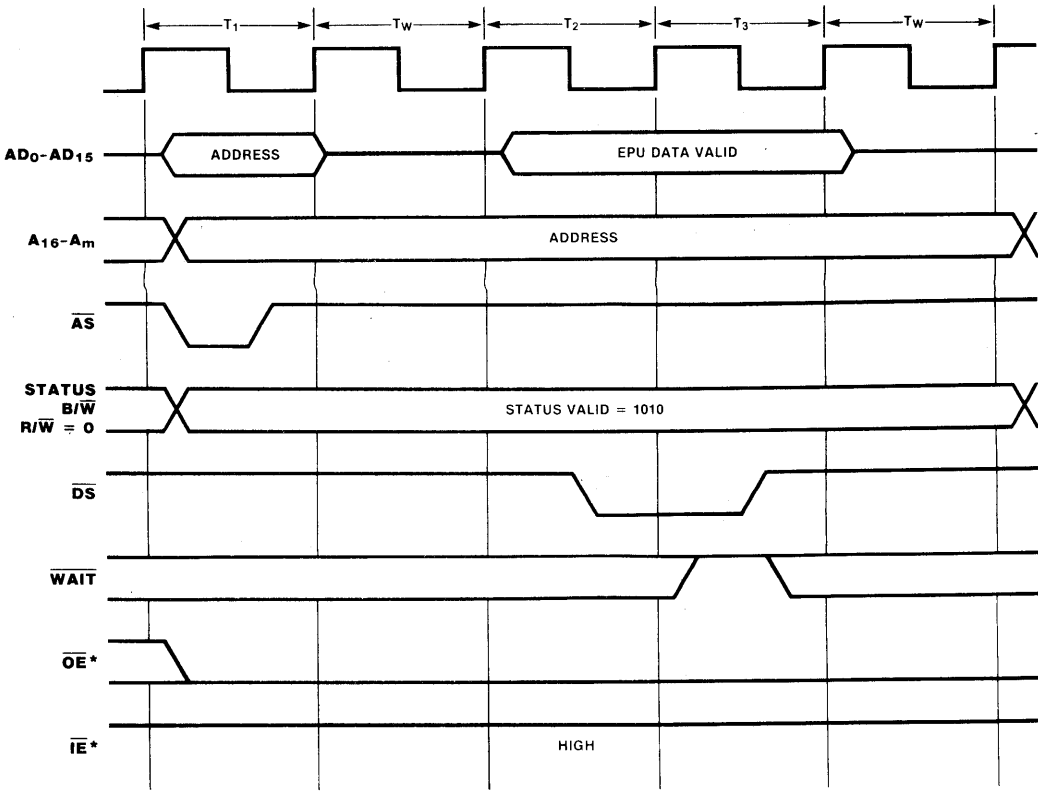 T1 TW T2 T3 TW
AD0-AD15 ADDRESS EPU DATA VALID
A16-Am ADDRESS
AS
STATUS
B/W STATUS VALID = 1010
R/W = 0
DS
WAIT
OE*
IE*
HIGH